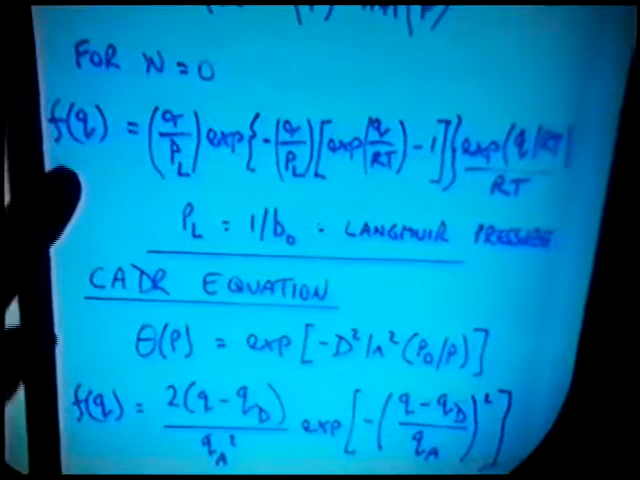 FOR N = 0
f(q) = (σ/P_L) exp{-(σ/P_L)[exp(q/RT) - 1]} exp(q/RT)/RT
P_L = 1/b_0 = LANGMUIR PRESSURE
CADR EQUATION
Θ(P) = exp[-D² ln² (P_0/P)]
f(q) = 2(q - q_D)/q_A² exp[-((q - q_D)/q_A)²]